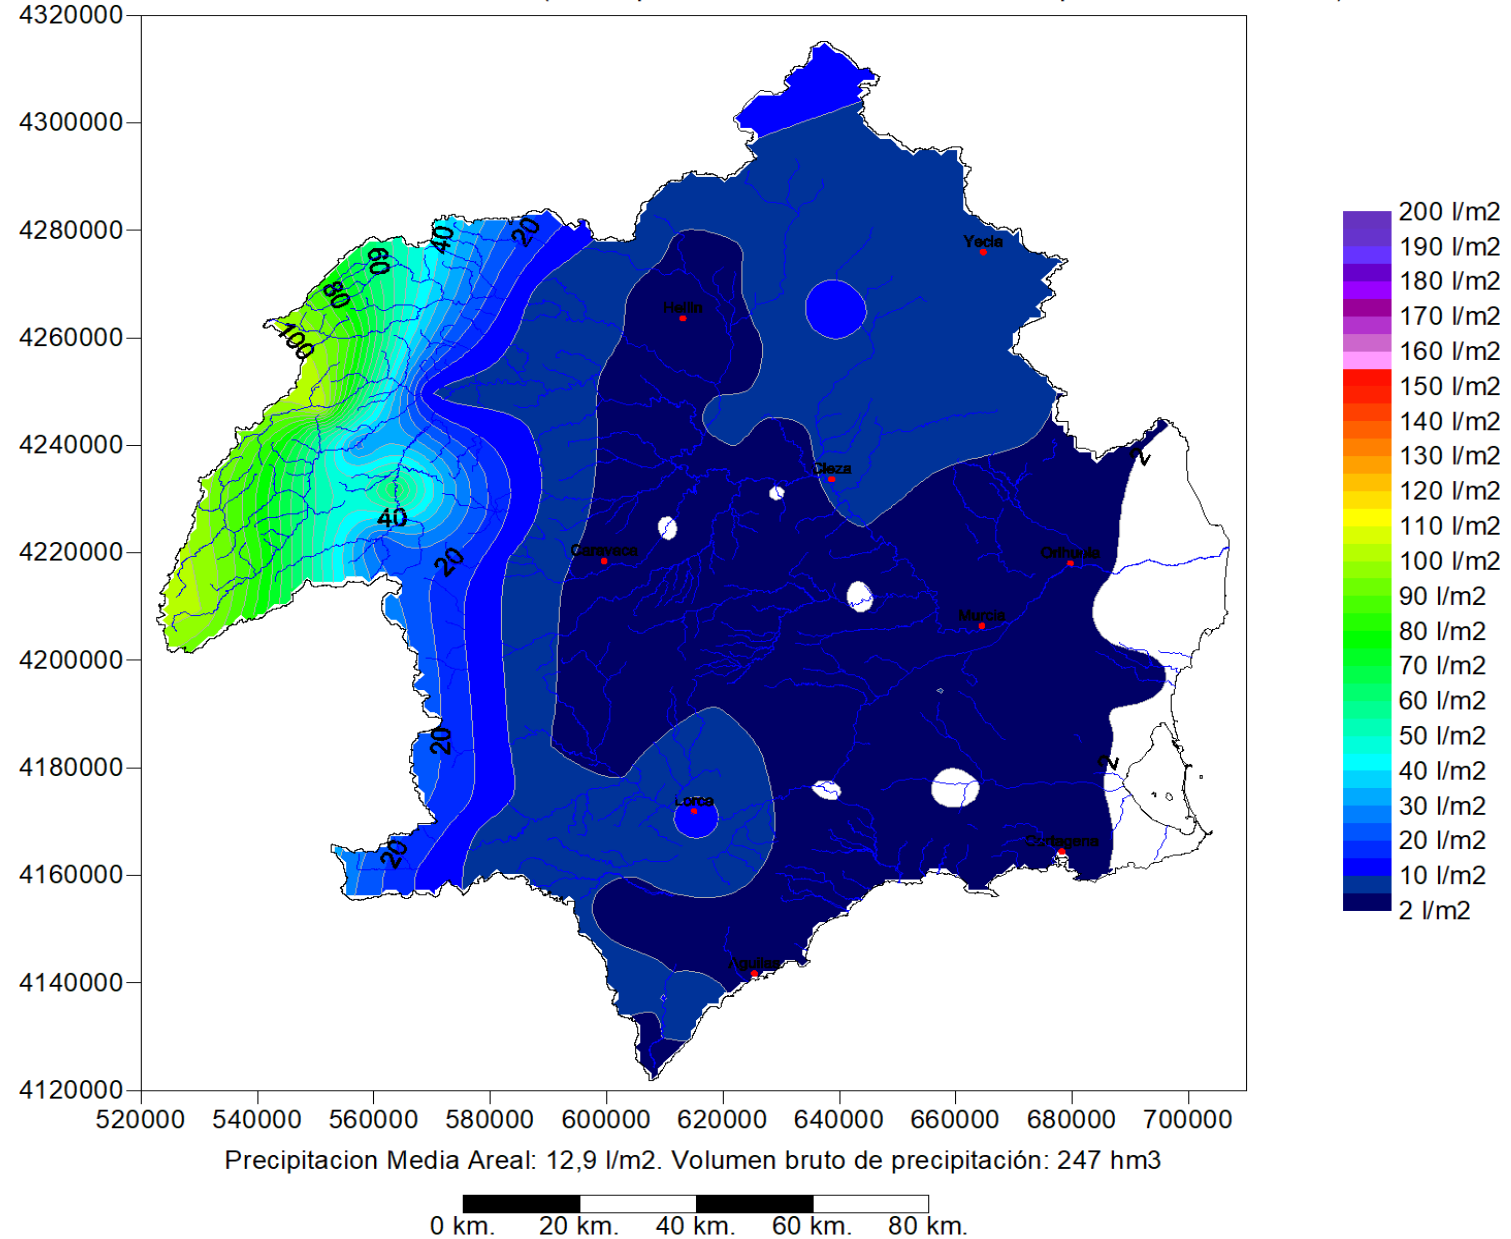 4320000
4300000
4280000
4260000
4240000
4220000
4200000
4180000
4160000
4140000
4120000
520000 540000 560000 580000 600000 620000 640000 660000 680000 700000
20
40
60
80
100
40
20
20
20
2
2
Yecla
Hellin
Cieza
Caravaca
Orihuela
Murcia
Lorca
Cartagena
Aguilas
200 l/m2
190 l/m2
180 l/m2
170 l/m2
160 l/m2
150 l/m2
140 l/m2
130 l/m2
120 l/m2
110 l/m2
100 l/m2
90 l/m2
80 l/m2
70 l/m2
60 l/m2
50 l/m2
40 l/m2
30 l/m2
20 l/m2
10 l/m2
2 l/m2
Precipitacion Media Areal: 12,9 l/m2. Volumen bruto de precipitación: 247 hm3
0 km. 20 km. 40 km. 60 km. 80 km.